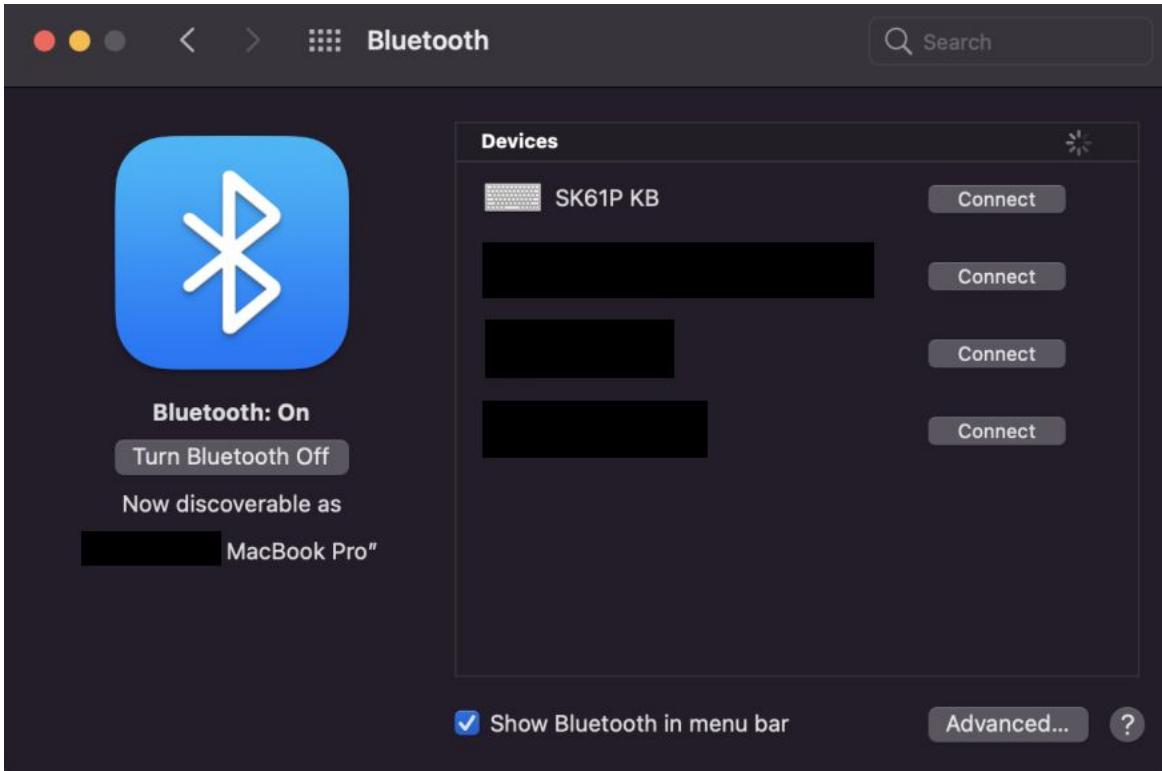 Bluetooth
Search
Bluetooth: On
Turn Bluetooth Off
Now discoverable as
MacBook Pro"
Devices
SK61P KB
Connect
Connect
Connect
Connect
Show Bluetooth in menu bar
Advanced...
?